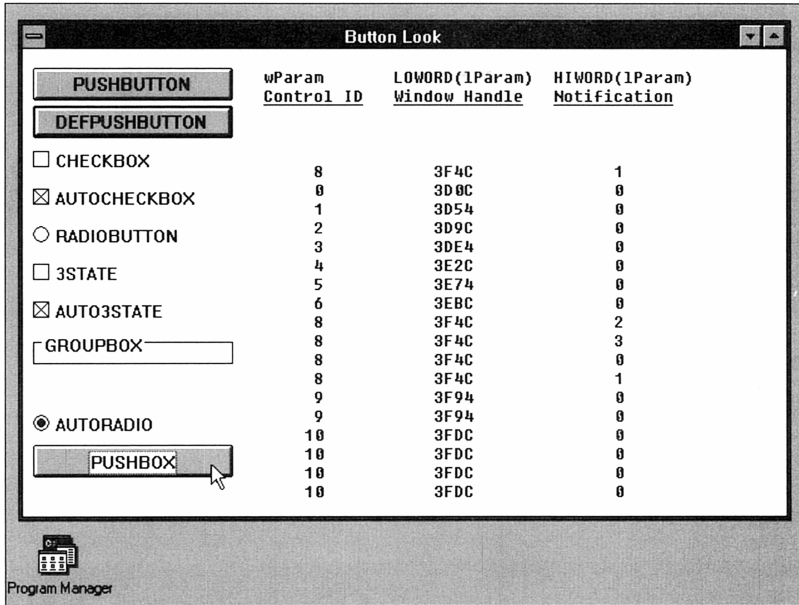 Button Look
PUSHBUTTON
DEFPUSHBUTTON
CHECKBOX
AUTOCHECKBOX
RADIOBUTTON
3STATE
AUTO3STATE
GROUPBOX
AUTORADIO
PUSHBOX
wParam LOWORD(lParam) HIWORD(lParam)
Control ID Window Handle Notification
8 3F4C 1
0 3D0C 0
1 3D54 0
2 3D9C 0
3 3DE4 0
4 3E2C 0
5 3E74 0
6 3EBC 0
8 3F4C 2
8 3F4C 3
8 3F4C 0
8 3F4C 1
9 3F94 0
9 3F94 0
10 3FDC 0
10 3FDC 0
10 3FDC 0
10 3FDC 0
Program Manager